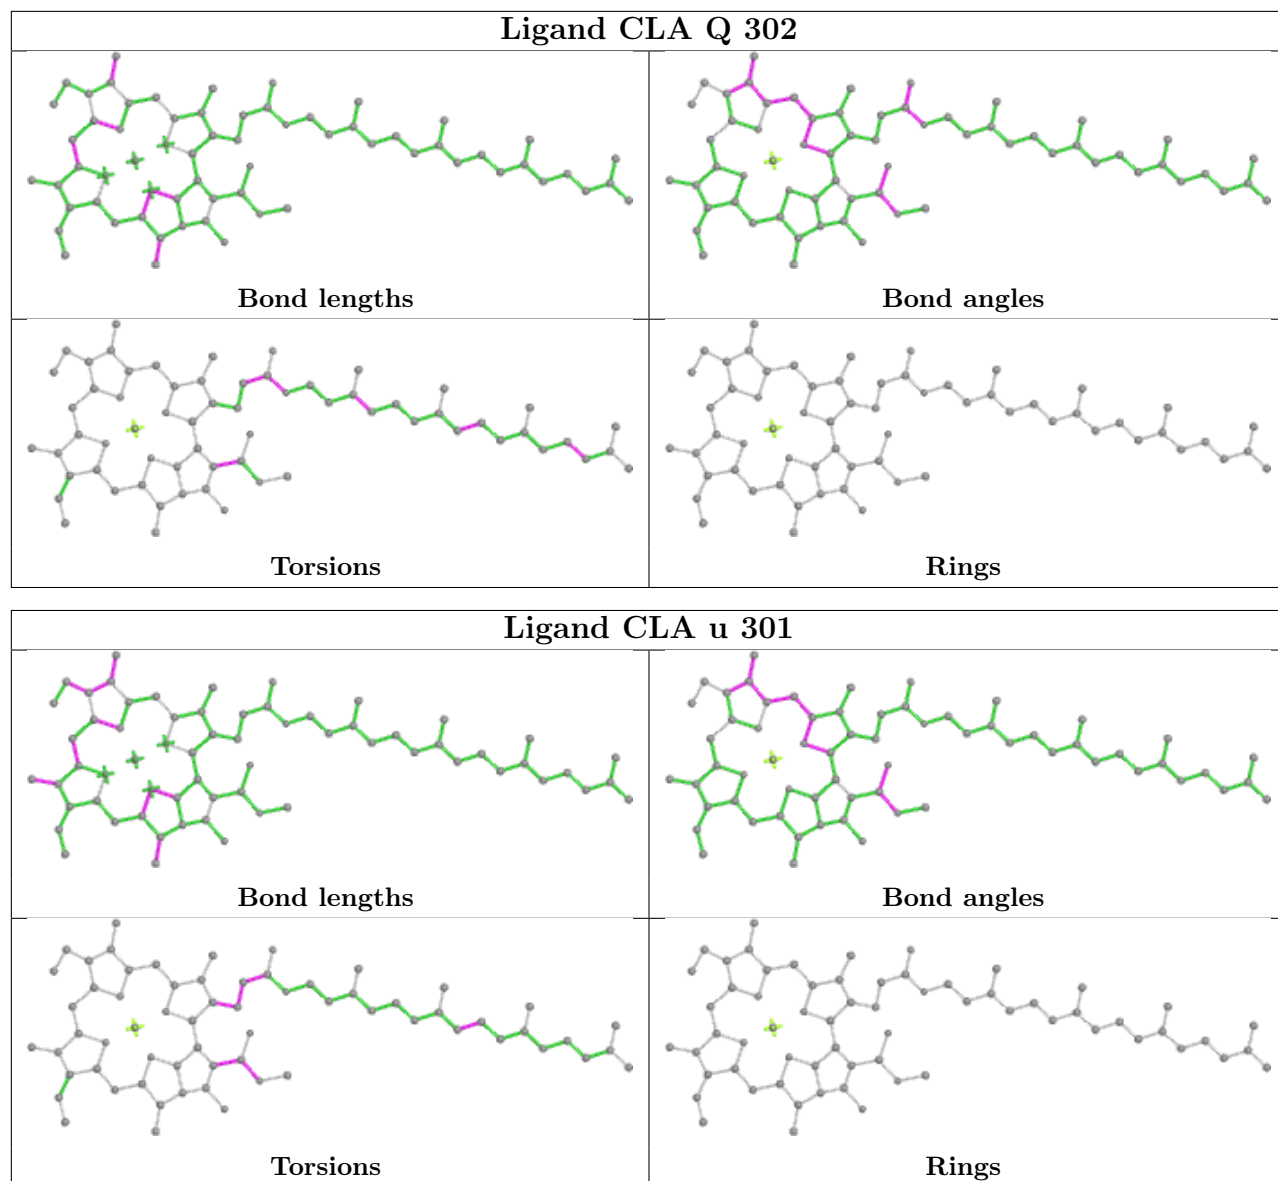 Ligand CLA Q 302
Bond lengths
Bond angles
Torsions
Rings
Ligand CLA u 301
Bond lengths
Bond angles
Torsions
Rings